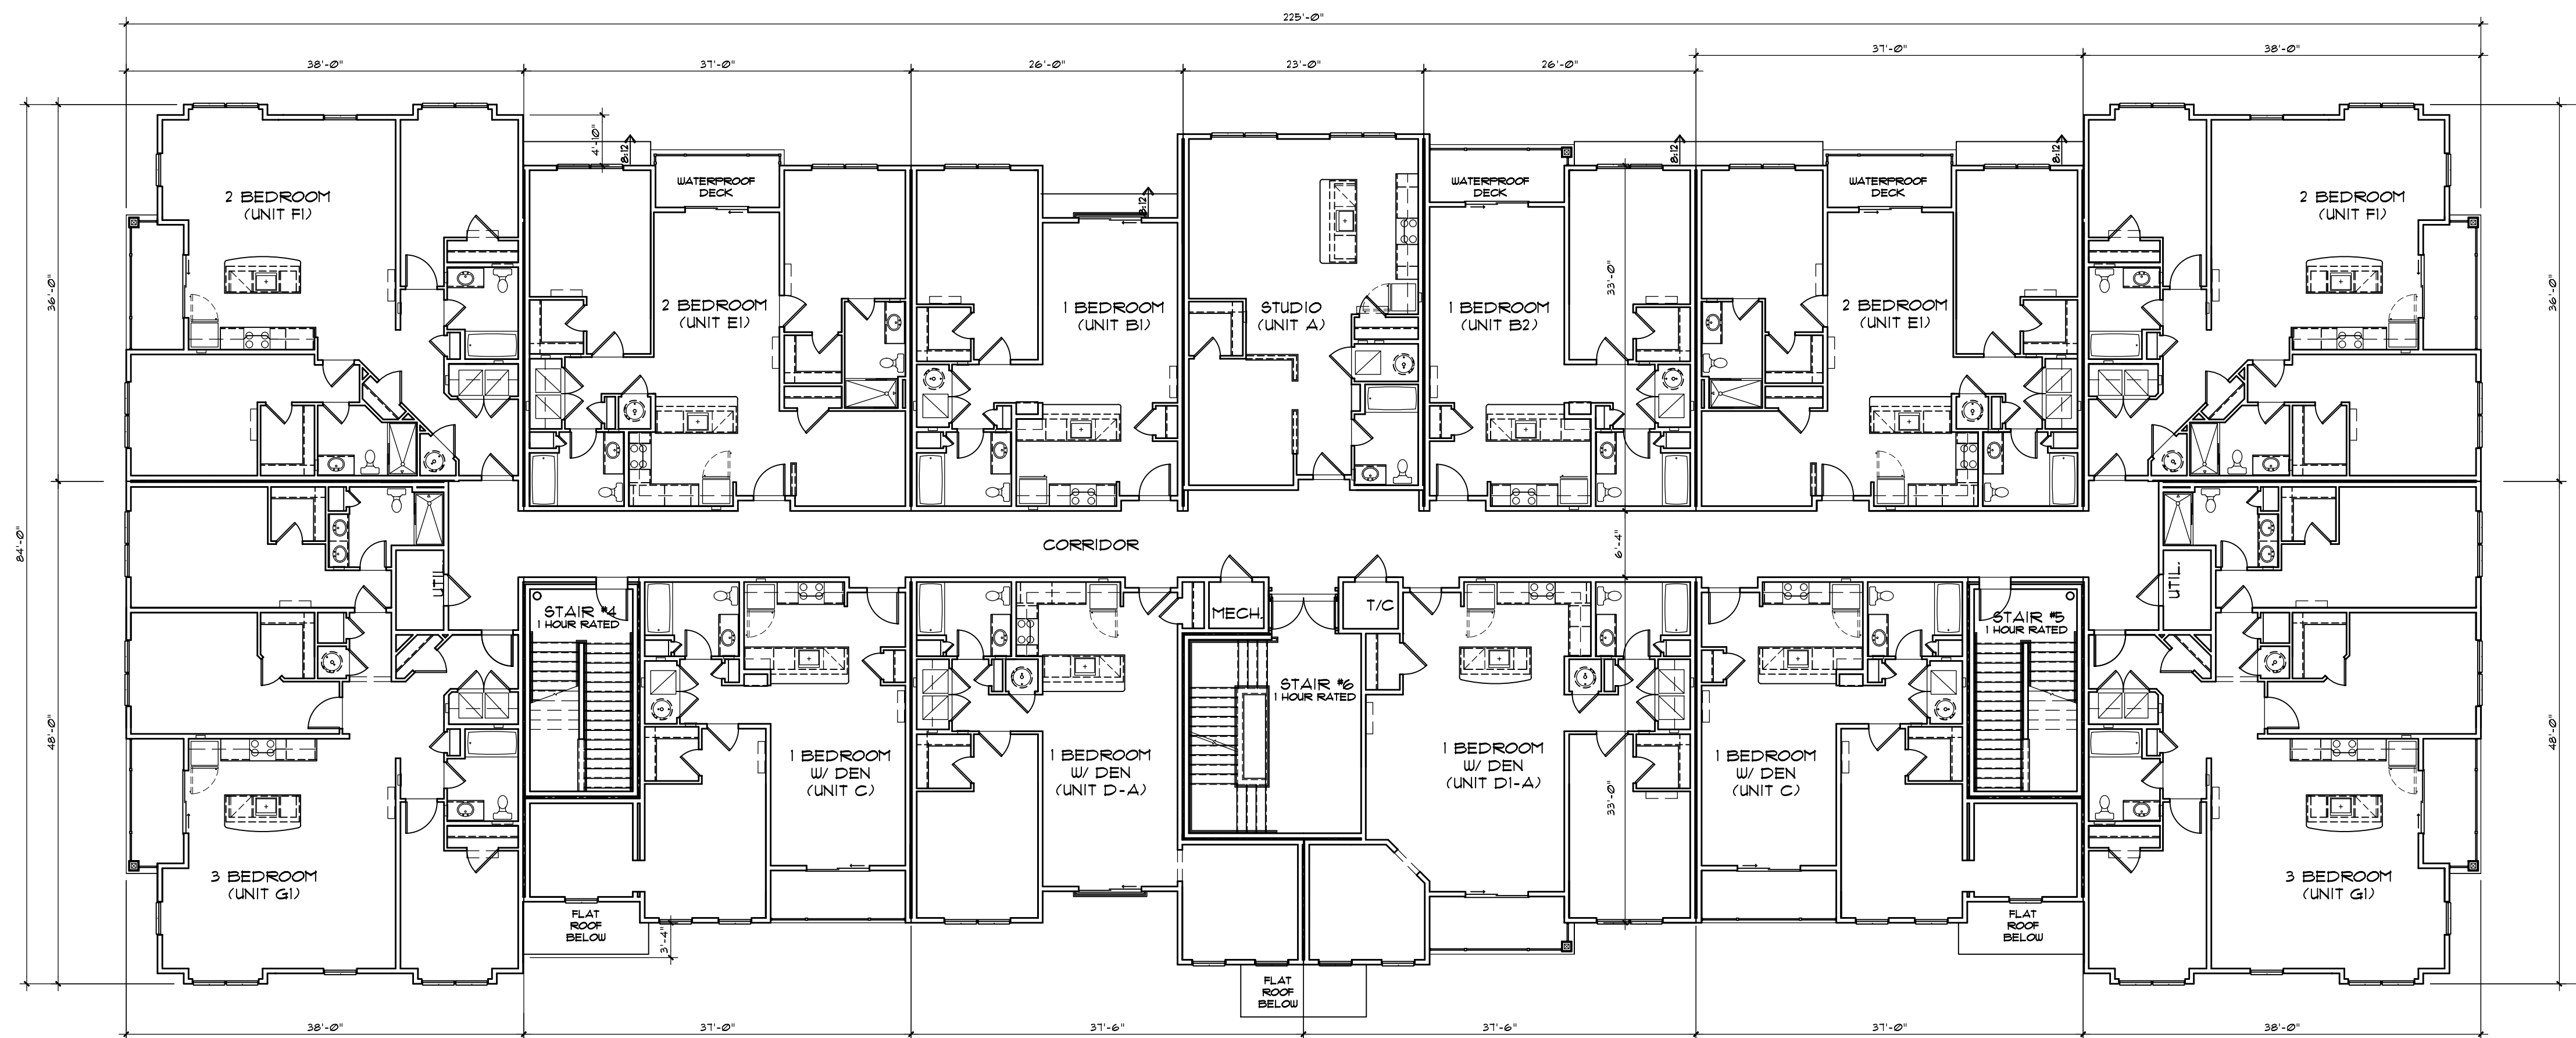 225'-0"
37'-0"
38'-0"
38'-0"
37'-0"
26'-0"
23'-0"
26'-0"
4'-10"
8:12
8:12
8:12
8:12
WATERPROOF
DECK
WATERPROOF
DECK
WATERPROOF
DECK
2 BEDROOM
(UNIT F1)
2 BEDROOM
(UNIT F1)
36'-0"
33'-0"
36'-0"
2 BEDROOM
(UNIT E1)
1 BEDROOM
(UNIT B1)
STUDIO
(UNIT A)
1 BEDROOM
(UNIT B2)
2 BEDROOM
(UNIT E1)
84'-0"
CORRIDOR
6'-4"
UTIL.
UTIL.
STAIR #4
1 HOUR RATED
MECH.
T/C
STAIR #5
1 HOUR RATED
STAIR #6
1 HOUR RATED
48'-0"
48'-0"
1 BEDROOM
W/ DEN
(UNIT C)
1 BEDROOM
W/ DEN
(UNIT D-A)
1 BEDROOM
W/ DEN
(UNIT D1-A)
1 BEDROOM
W/ DEN
(UNIT C)
33'-0"
3 BEDROOM
(UNIT G1)
3 BEDROOM
(UNIT G1)
FLAT
ROOF
BELOW
3'-4"
FLAT
ROOF
BELOW
FLAT
ROOF
BELOW
38'-0"
37'-0"
37'-6"
37'-6"
37'-0"
38'-0"